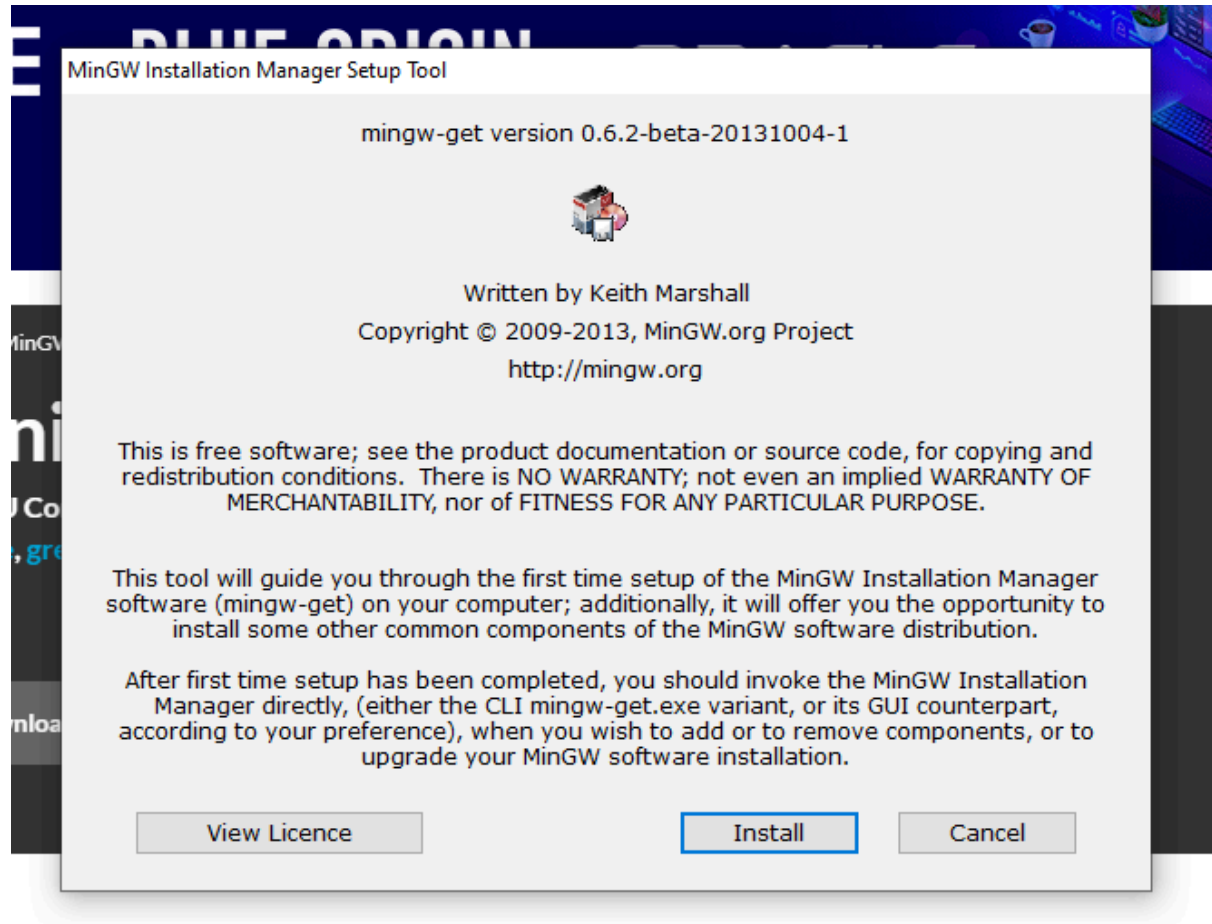 BLUE ORIGIN
MinGW Installation Manager Setup Tool
mingw-get version 0.6.2-beta-20131004-1
Written by Keith Marshall
Copyright © 2009-2013, MinGW.org Project
http://mingw.org
This is free software; see the product documentation or source code, for copying and
redistribution conditions.  There is NO WARRANTY; not even an implied WARRANTY OF
MERCHANTABILITY, nor of FITNESS FOR ANY PARTICULAR PURPOSE.
This tool will guide you through the first time setup of the MinGW Installation Manager
software (mingw-get) on your computer; additionally, it will offer you the opportunity to
install some other common components of the MinGW software distribution.
After first time setup has been completed, you should invoke the MinGW Installation
Manager directly, (either the CLI mingw-get.exe variant, or its GUI counterpart,
according to your preference), when you wish to add or to remove components, or to
upgrade your MinGW software installation.
View Licence
Install
Cancel